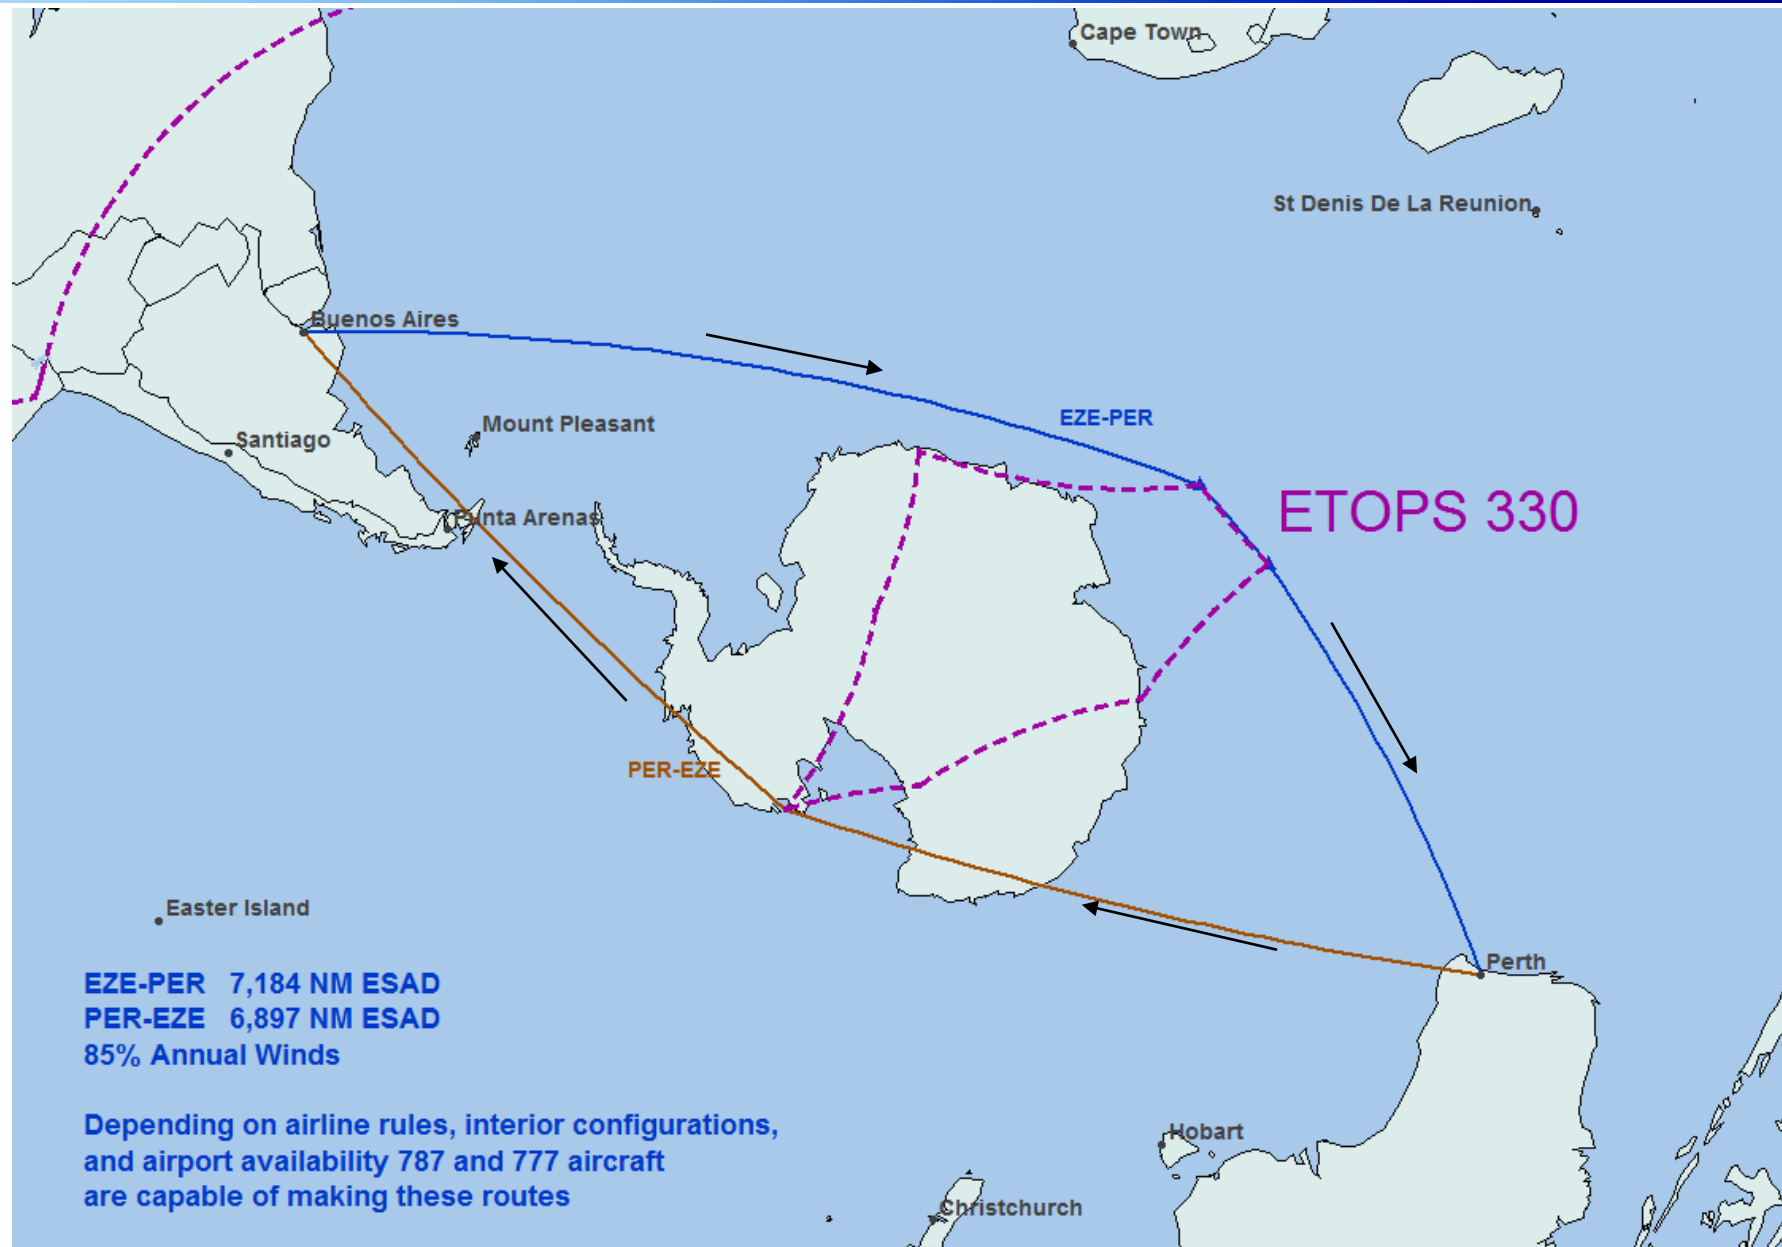 Cape Town
St Denis De La Reunion
Buenos Aires
EZE-PER
Mount Pleasant
Santiago
ETOPS 330
Punta Arenas
PER-EZE
Easter Island
Perth
EZE-PER 7,184 NM ESAD
PER-EZE 6,897 NM ESAD
85% Annual Winds
Depending on airline rules, interior configurations,
and airport availability 787 and 777 aircraft
are capable of making these routes
Hobart
Christchurch